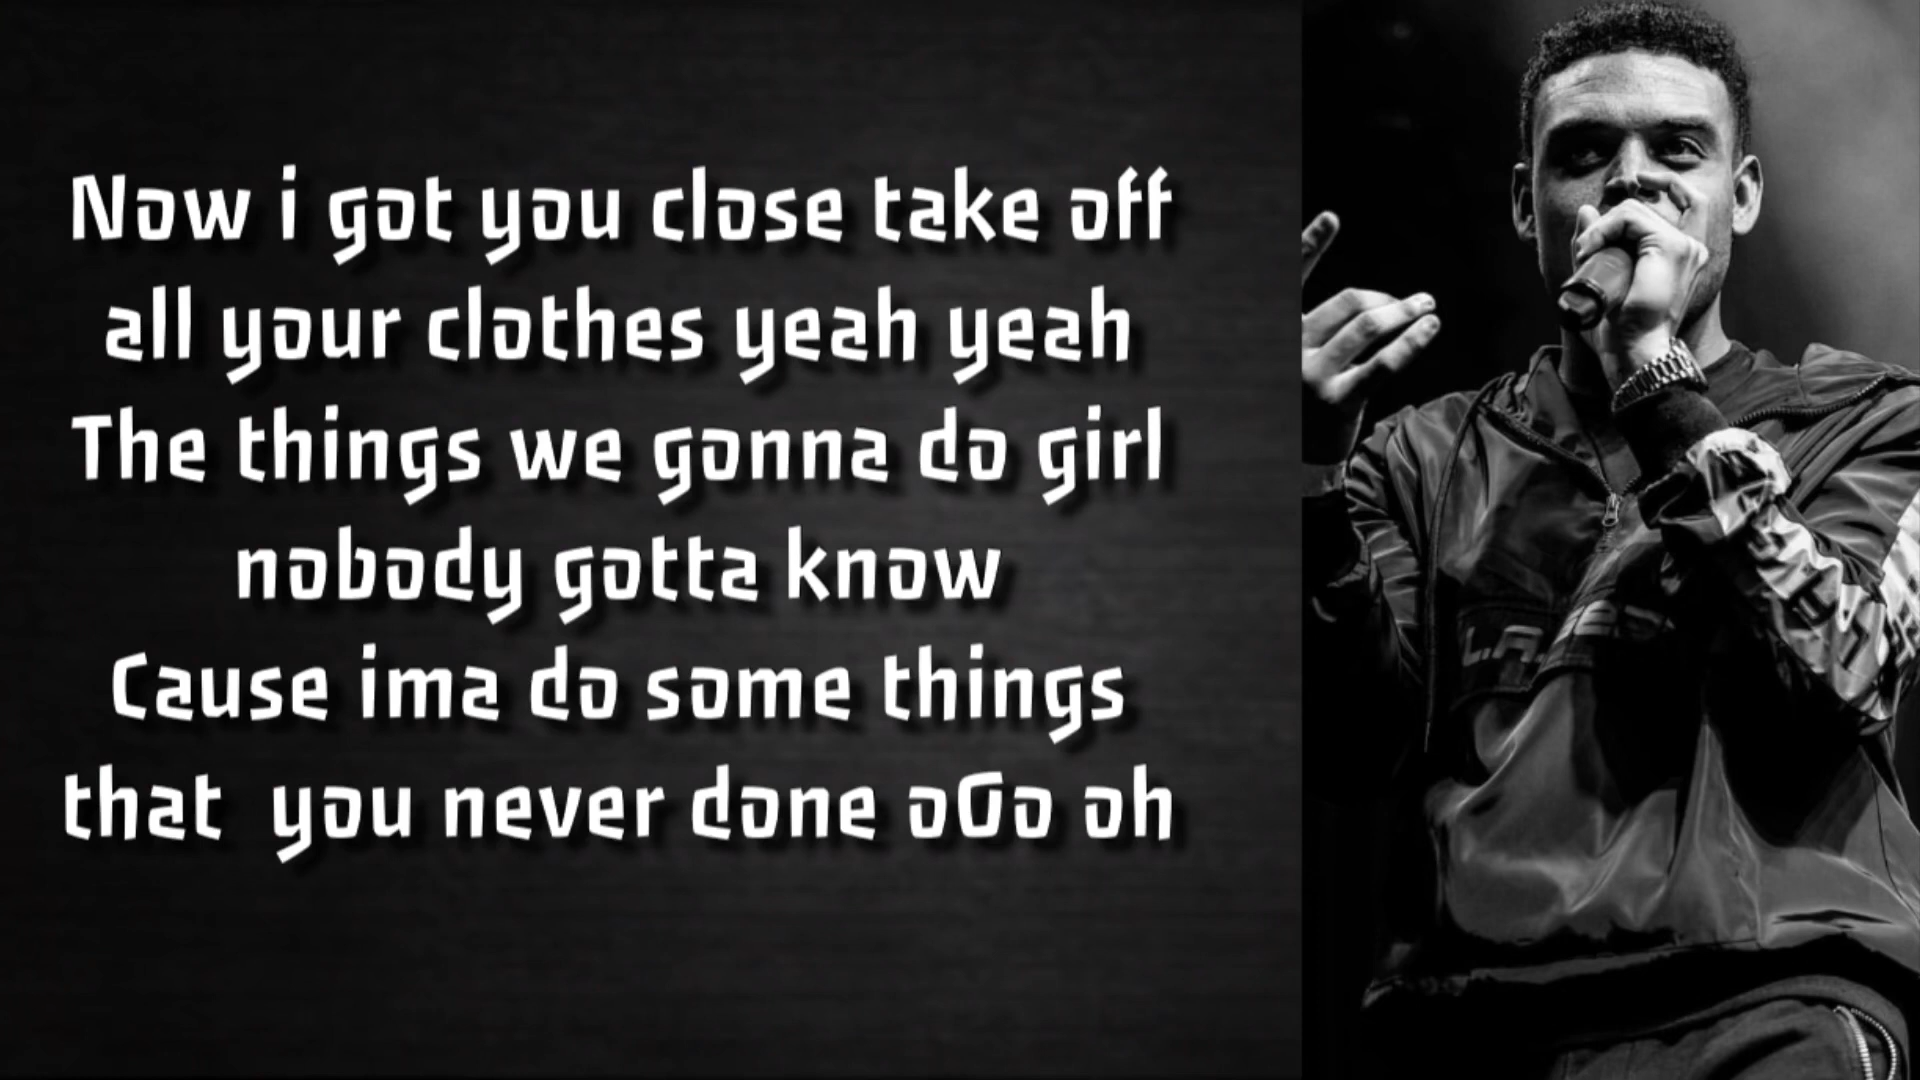 Now i got you close take off
all your clothes yeah yeah
The things we gonna do girl
nobody gotta know
Cause ima do some things
that you never done oOo oh
L.A.